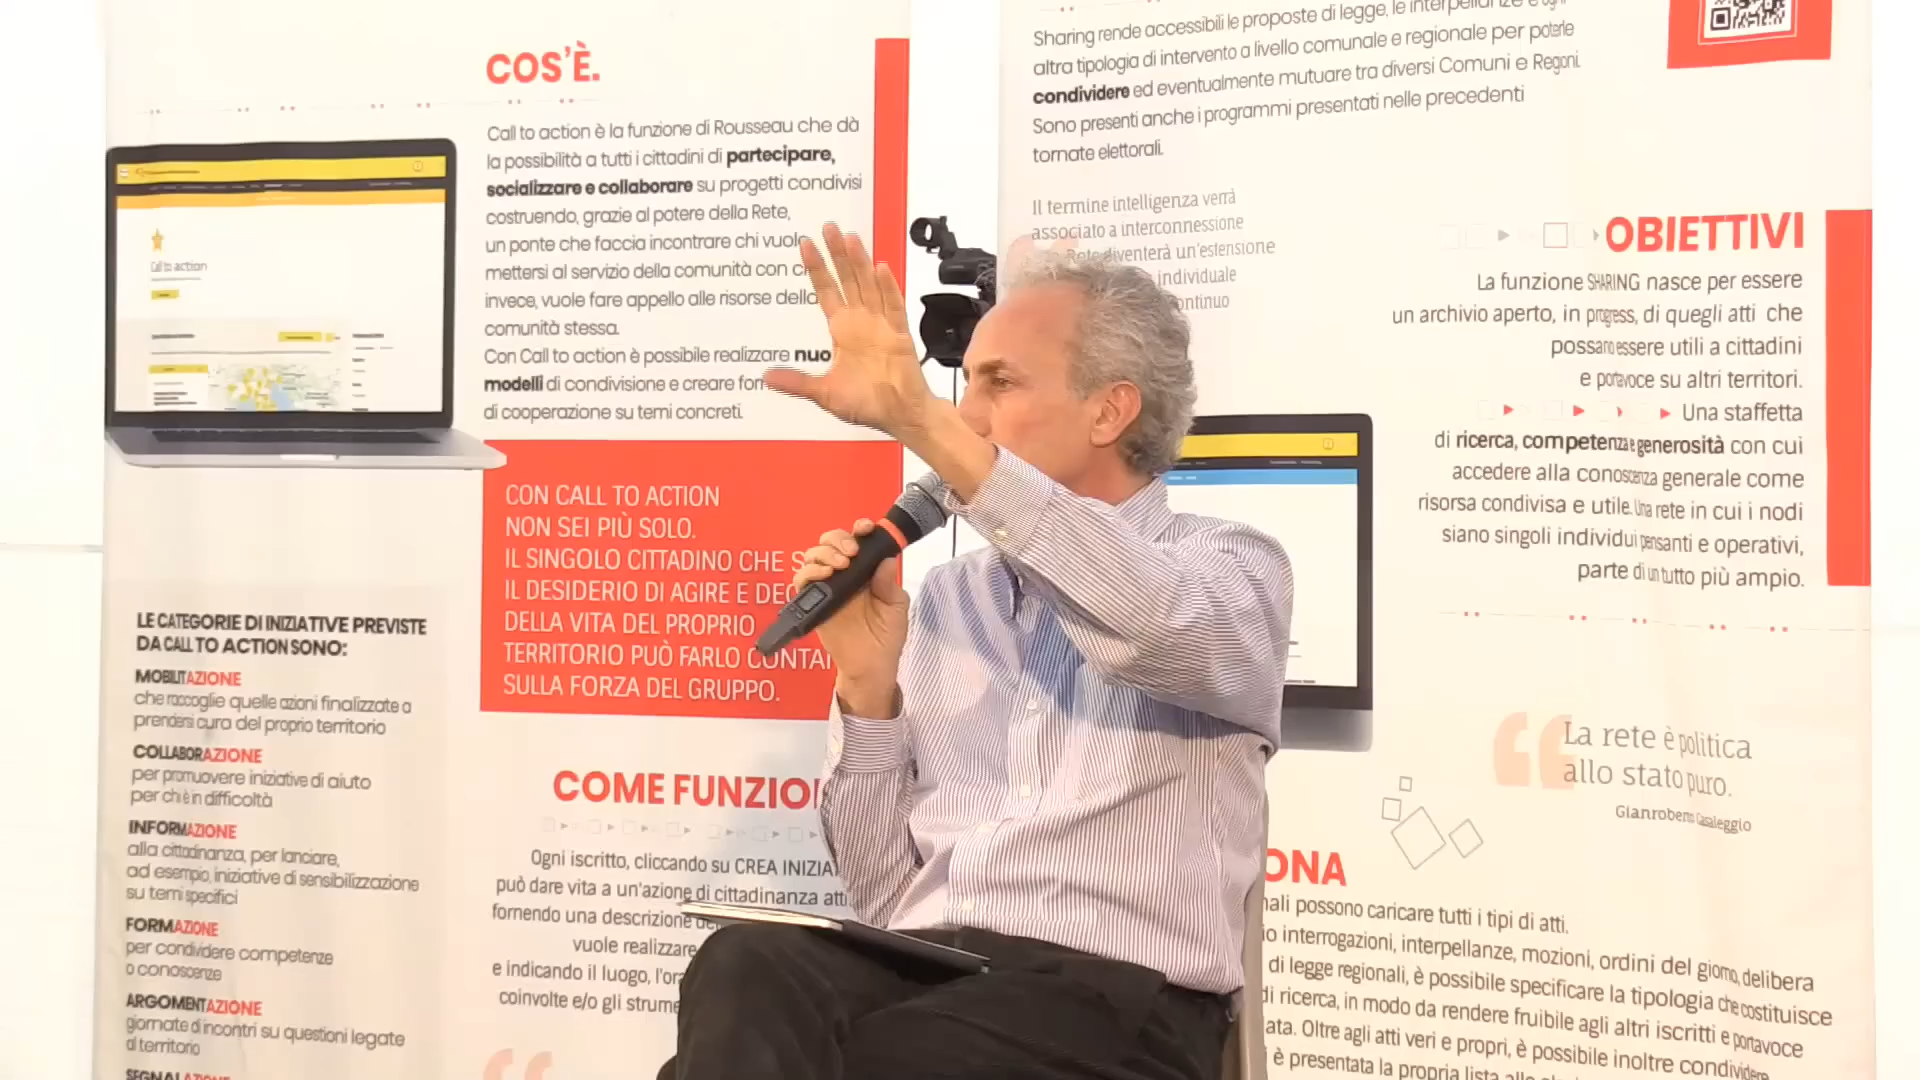 COS'È.
Call to action è la funzione di Rousseau che dà
la possibilità a tutti i cittadini di partecipare,
socializzare e collaborare su progetti condivisi
costruendo, grazie al potere della Rete,
un ponte che faccia incontrare chi vuole
mettersi al servizio della comunità con
invece, vuole fare appello alle risorse della
comunità stessa.
Con Call to action è possibile realizzare
modelli di condivisione e creare
di cooperazione su temi concreti.
Call to action
CON CALL TO ACTION
NON SEI PIÙ SOLO.
IL SINGOLO CITTADINO CHE
IL DESIDERIO DI AGIRE E
DELLA VITA DEL PROPRIO
TERRITORIO PUÒ FARLO
SULLA FORZA DEL GRUPPO.
LE CATEGORIE DI INIZIATIVE PREVISTE
DA CALL TO ACTION SONO:
MOBILITAZIONE
che raccoglie quelle azioni finalizzate a
prendersi cura del proprio territorio
COLLABORAZIONE
per promuovere iniziative di aiuto
per chi è in difficoltà
INFORMAZIONE
alla cittadinanza, per lanciare,
ad esempio, iniziative di sensibilizzazione
su temi specifici
FORMAZIONE
per condividere competenze
o conoscenze
ARGOMENTAZIONE
giornate di incontri su questioni legate
al territorio
SEGNALAZIONE
COME FUNZIO
Ogni iscritto, cliccando su CREA
può dare vita a un'azione di cittadinanza
fornendo una descrizione
vuole realizzare
e indicando il luogo,
coinvolte e/o gli
Sharing rende accessibili le proposte di legge, le interpellanze e ogni
altra tipologia di intervento a livello comunale e regionale per poterle
condividere ed eventualmente mutuare tra diversi Comuni e Regioni.
Sono presenti anche i programmi presentati nelle precedenti
tornate elettorali.
Il termine intelligenza verrà
associato a interconnessione
Rete diventerà un'estensione
individuale
OBIETTIVI
La funzione SHARING nasce per essere
un archivio aperto, in progress, di quegli atti che
possano essere utili a cittadini
e portavoce su altri territori.
Una staffetta
di ricerca, competenza e generosità con cui
accedere alla conoscenza generale come
risorsa condivisa e utile. Una rete in cui i nodi
siano singoli individui pensanti e operativi,
parte di un tutto più ampio.
La rete è politica
allo stato puro.
Gianroberto Casaleggio
ONA
possono caricare tutti i tipi di atti.
interrogazioni, interpellanze, mozioni, ordini del giorno, delibera
di legge regionali, è possibile specificare la tipologia che costituisce
di ricerca, in modo da rendere fruibile agli altri iscritti e portavoce
Oltre agli atti veri e propri, è possibile inoltre condividere
è presentata la propria lista